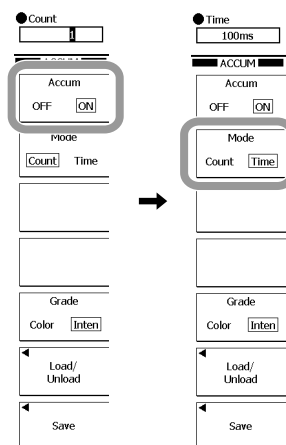 Count
1
ACCUM
Accum
OFF ON
Mode
Count Time
Grade
Color Inten
Load/
Unload
Save
Time
100ms
ACCUM
Accum
OFF ON
Mode
Count Time
Grade
Color Inten
Load/
Unload
Save